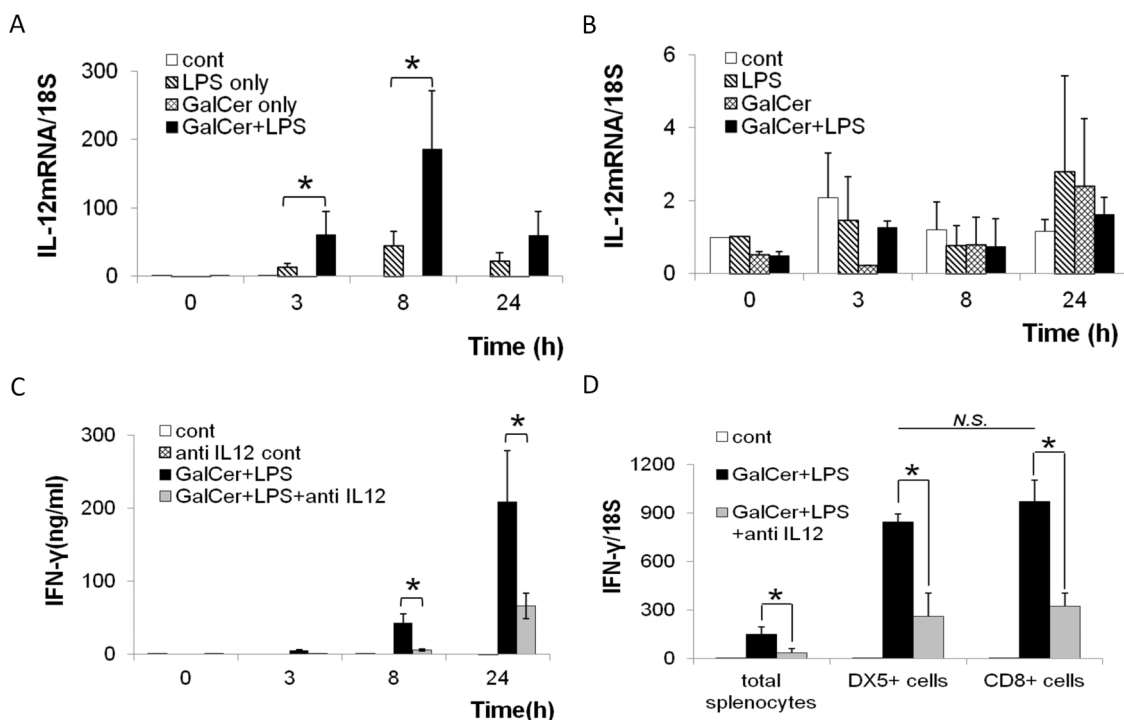 A
IL-12mRNA/18S
300
200
100
0
cont
LPS only
GalCer only
GalCer+LPS
*
*
0 3 8 24
Time (h)
B
IL-12mRNA/18S
6
4
2
0
cont
LPS
GalCer
GalCer+LPS
0 3 8 24
Time (h)
C
IFN-γ(ng/ml)
300
200
100
0
cont
anti IL12 cont
GalCer+LPS
GalCer+LPS+anti IL12
*
*
0 3 8 24
Time(h)
D
IFN-γ/18S
1200
900
600
300
0
cont
GalCer+LPS
GalCer+LPS
+anti IL12
N.S.
*
*
*
total
splenocytes
DX5+ cells
CD8+ cells